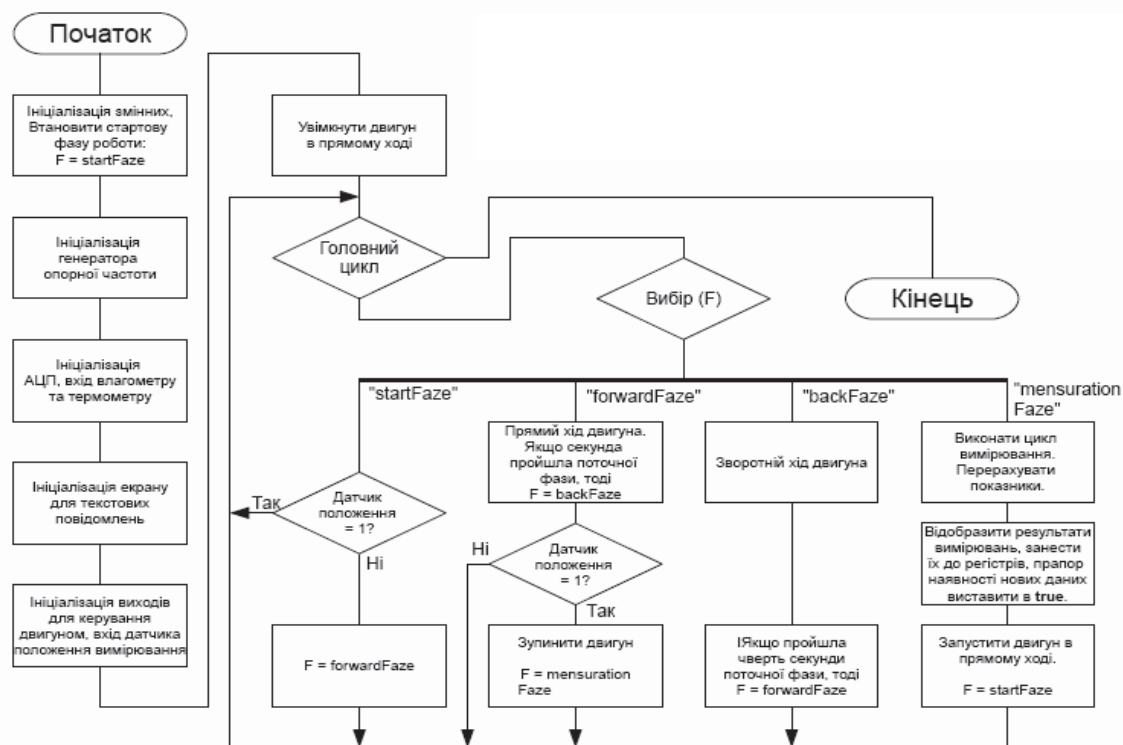 Початок
Ініціалізація змінних,
Втановити стартову
фазу роботи:
F = startFaze
Ініціалізація
генератора
опорної частоти
Ініціалізація
АЦП, вхід влагометру
та термометру
Ініціалізація екрану
для текстових
повідомлень
Ініціалізація виходів
для керування
двигуном, вхід датчика
положення вимірювання
Увімкнути двигун
в прямому ході
Головний
цикл
Вибір (F)
Кінець
"startFaze"
Датчик
положення
= 1?
Так
Ні
F = forwardFaze
"forwardFaze"
Прямий хід двигуна.
Якщо секунда
пройшла поточної
фази, тоді
F = backFaze
Датчик
положення
= 1?
Ні
Так
Зупинити двигун
F = mensuration
Faze
"backFaze"
Зворотній хід двигуна
ІЯкщо пройшла
чверть секунди
поточної фази, тоді
F = forwardFaze
"mensuration
Faze"
Виконати цикл
вимірювання.
Перерахувати
показники.
Відобразити результати
вимірювань, занести
їх до регістрів, прапор
наявності нових даних
виставити в true.
Запустити двигун в
прямому ході.
F = startFaze